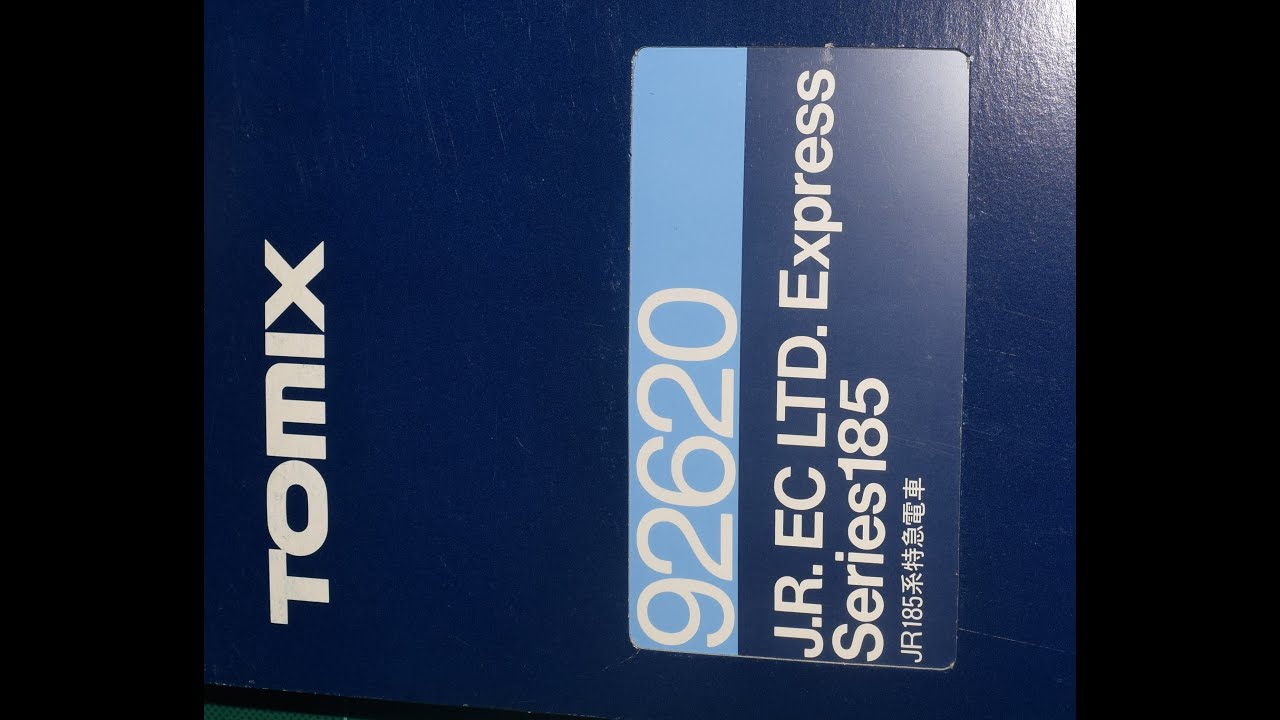 TOMIX
92620
J.R. EC LTD. Express
Series185
JR185系特急電車